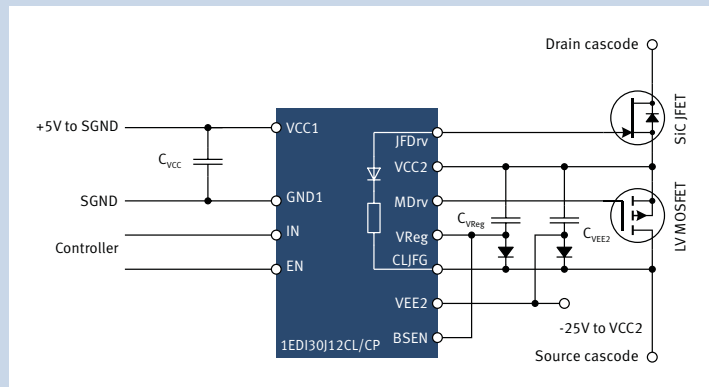 Drain cascode
+5V to SGND
VCC1
JFDrv
SiC JFET
CVCC
VCC2
SGND
GND1
MDrv
CVReg
CVEE2
LV MOSFET
IN
VReg
Controller
EN
CLJFG
VEE2
-25V to VCC2
1EDI30J12CL/CP
BSEN
Source cascode